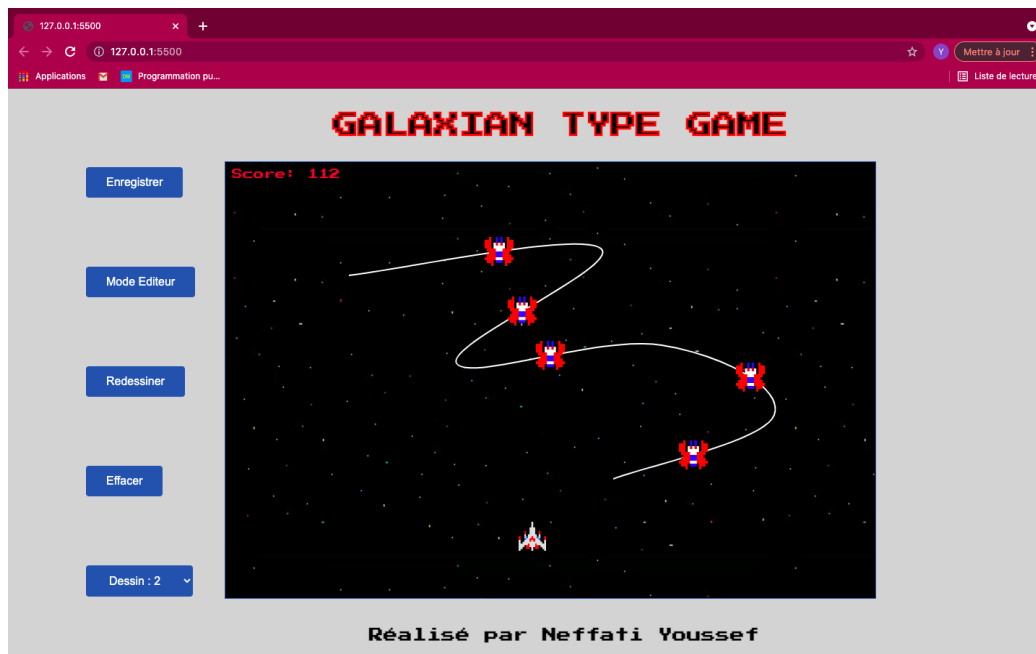 127.0.0.1:5500
127.0.0.1:5500
Y
Mettre à jour
Applications
DM
Programmation pu...
Liste de lecture
GALAXIAN TYPE GAME
Enregistrer
Score: 112
Mode Editeur
Redessiner
Effacer
Dessin : 2
Réalisé par Neffati Youssef